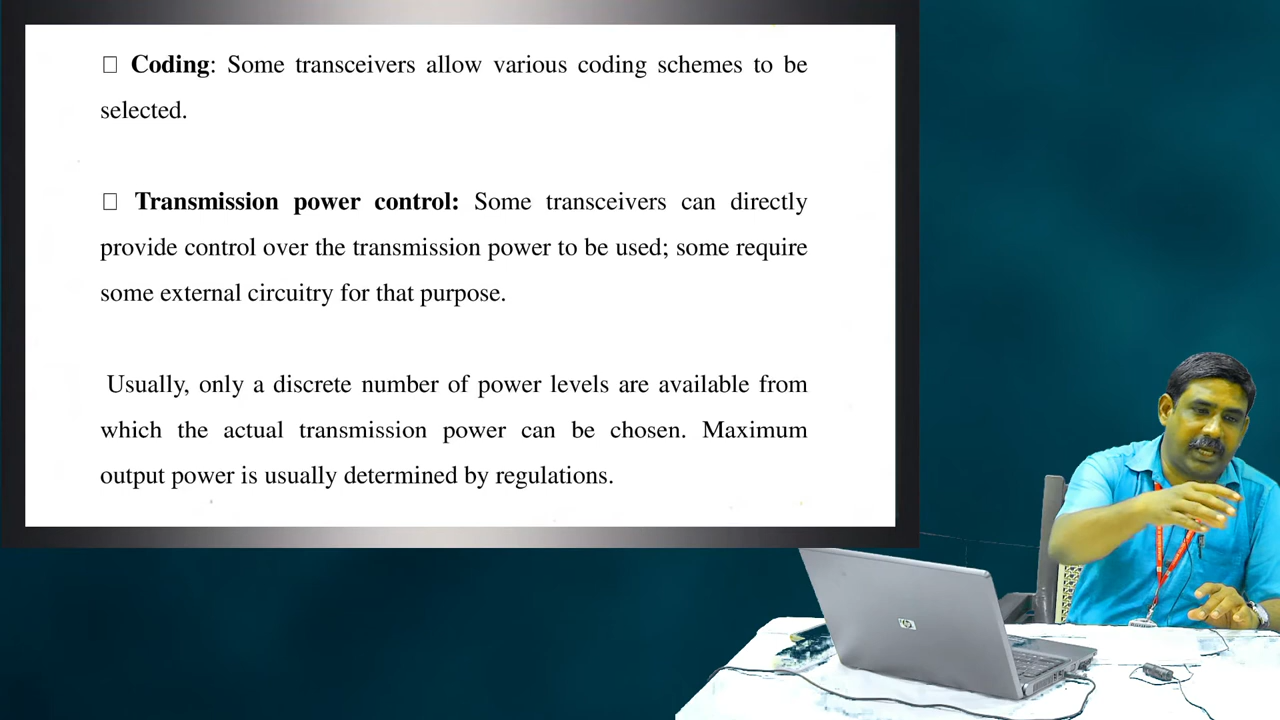 □ Coding: Some transceivers allow various coding schemes to be
selected.
□ Transmission power control: Some transceivers can directly
provide control over the transmission power to be used; some require
some external circuitry for that purpose.
Usually, only a discrete number of power levels are available from
which the actual transmission power can be chosen. Maximum
output power is usually determined by regulations.
hp